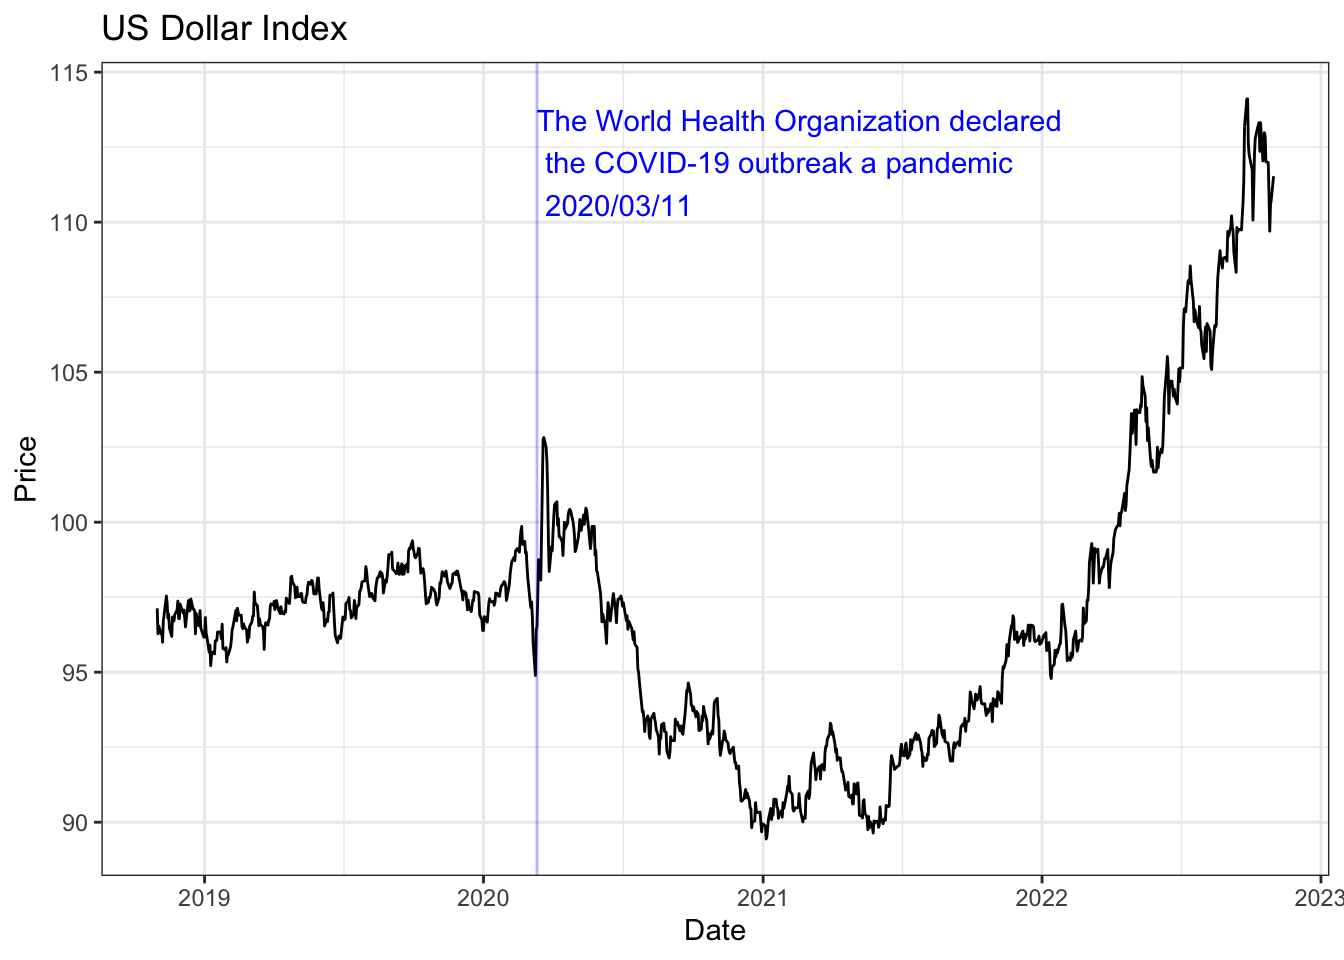 US Dollar Index
115
110
105
100
95
90
Price
The World Health Organization declared
the COVID-19 outbreak a pandemic
2020/03/11
2019
2020
2021
2022
2023
Date